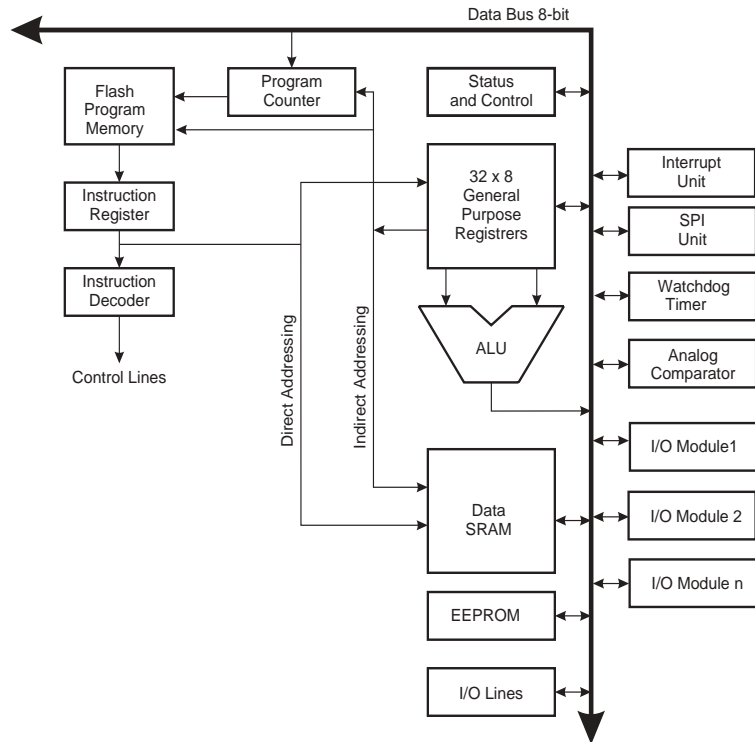 Data Bus 8-bit
Flash
Program
Memory
Program
Counter
Status
and Control
Instruction
Register
32 x 8
General
Purpose
Registrers
Interrupt
Unit
SPI
Unit
Instruction
Decoder
Watchdog
Timer
ALU
Analog
Comparator
Control Lines
Direct Addressing
Indirect Addressing
I/O Module1
Data
SRAM
I/O Module 2
I/O Module n
EEPROM
I/O Lines